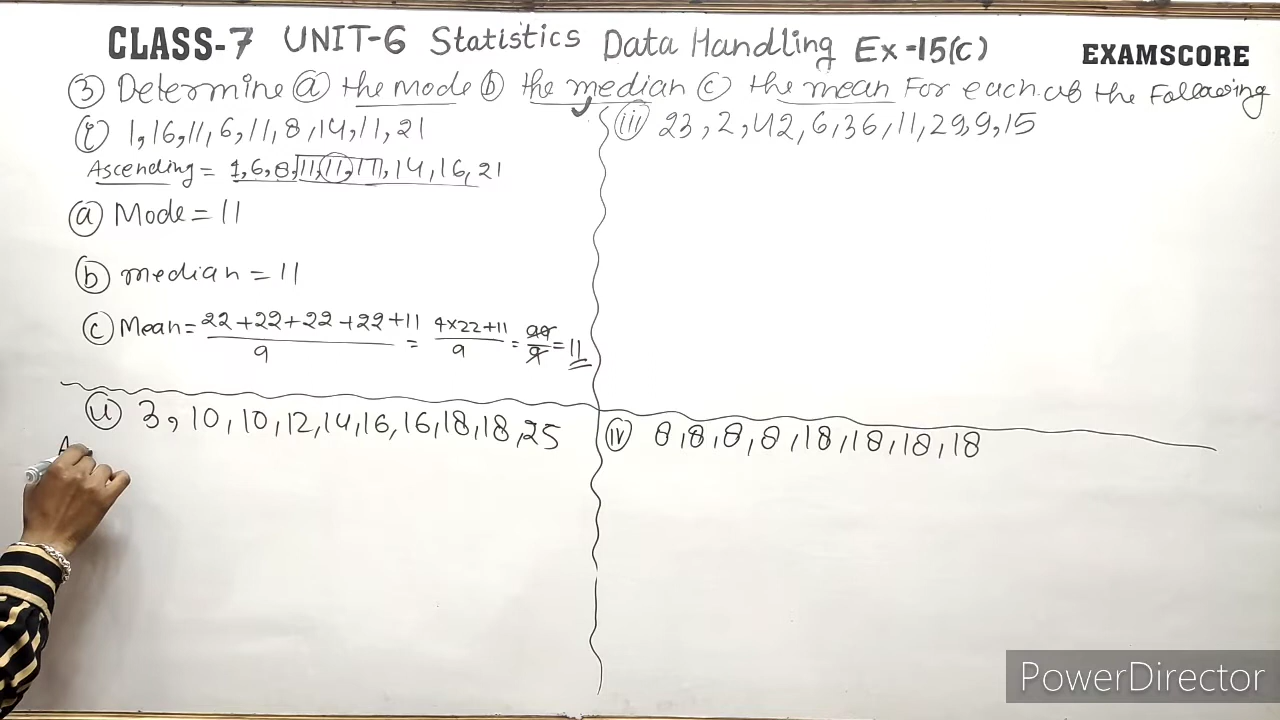 CLASS-7 UNIT-6 Statistics Data Handling Ex-15(C)
EXAMSCORE
③ Determine ⓐ the Mode ⓑ the median ⓒ the mean For each of the Following
ⓘ 1,16,11,6,11,8,14,11,21
Ascending = 1,6,8,11,11,11,14,16,21
ⓐ Mode = 11
ⓑ median = 11
ⓒ Mean = 22+22+22+22+11/9 = 4×22+11/9 = 99/9 = 11
(ii) 3, 10, 10, 12, 14, 16, 16, 18, 18, 25
A
(iii) 23, 2, 42, 6, 36, 11, 29, 9, 15
(iv) 8, 8, 8, 8, 18, 18, 18, 18
PowerDirector